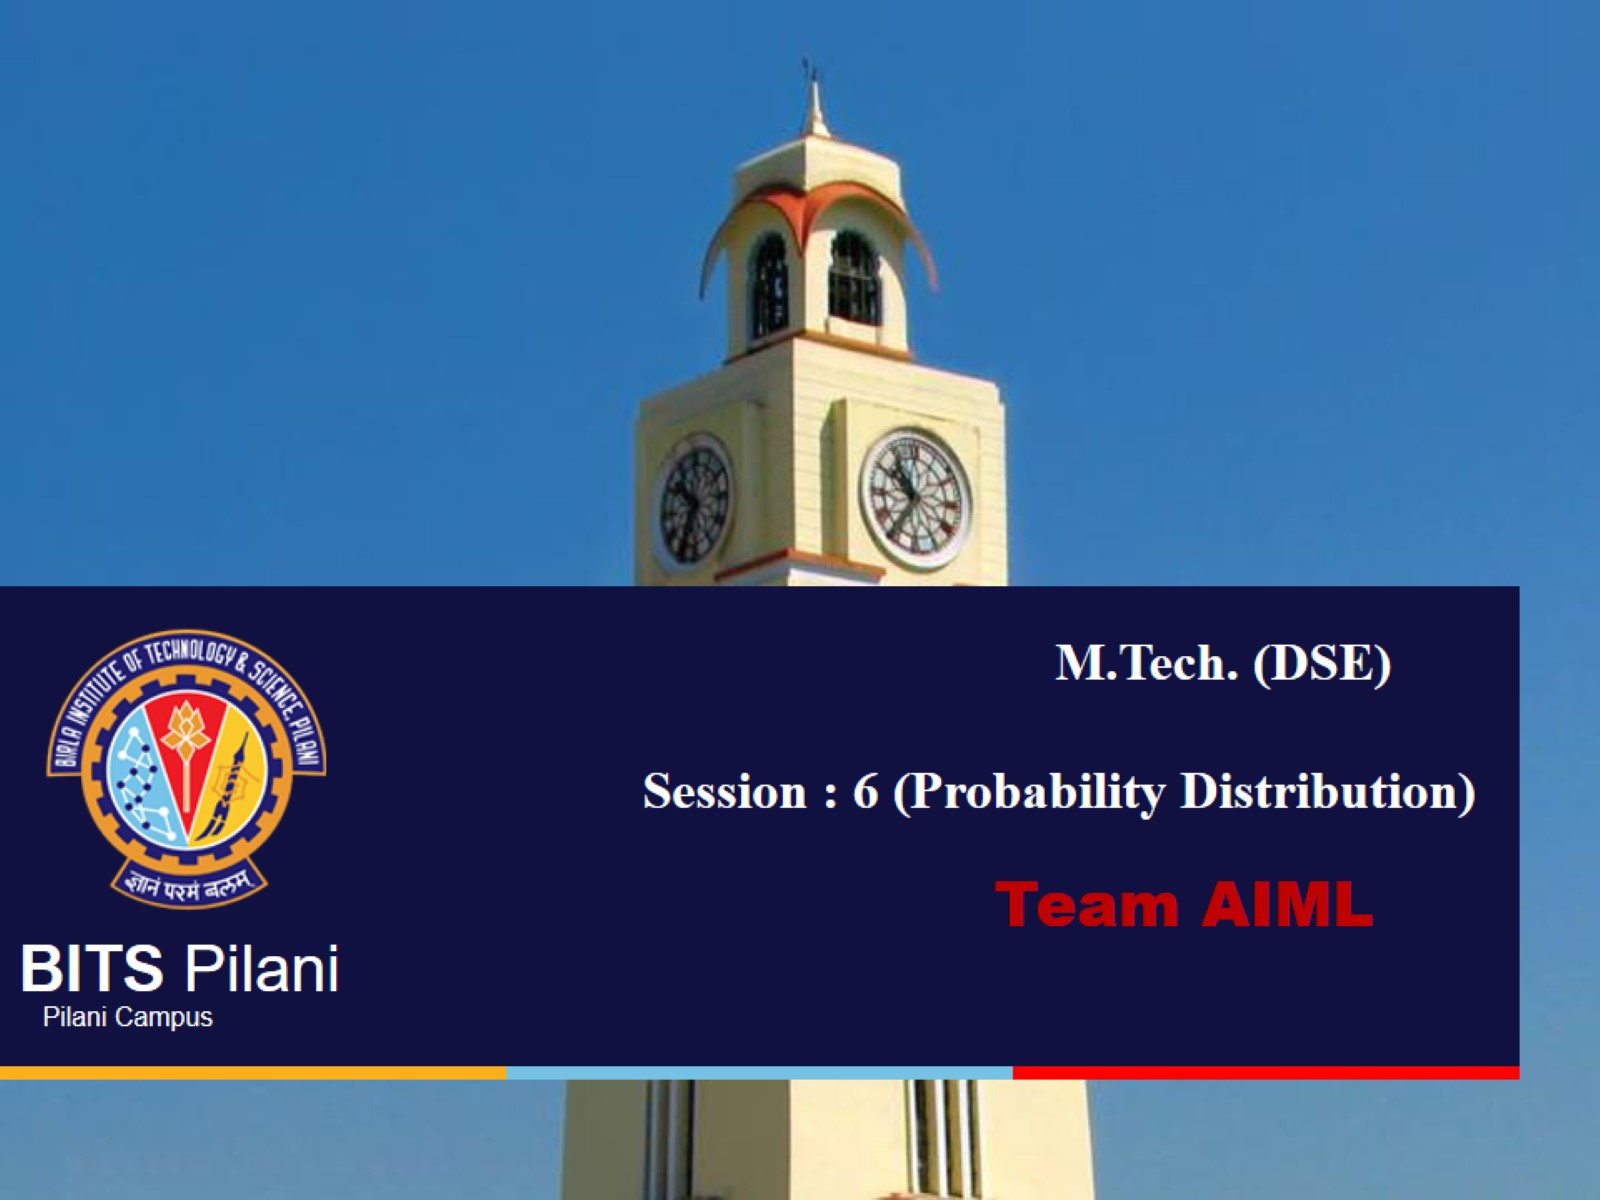 M.Tech. (DSE)
Session : 6 (Probability Distribution)
Team AIML
BIRLA INSTITUTE OF TECHNOLOGY & SCIENCE, PILANI
ज्ञानं परमं बलम्
BITS Pilani
Pilani Campus